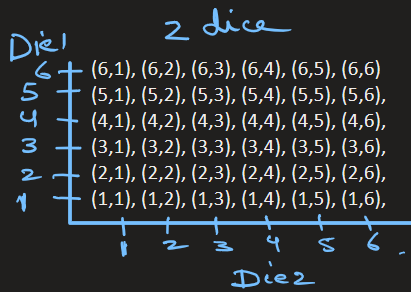 2 dice
Die1
6 (6,1), (6,2), (6,3), (6,4), (6,5), (6,6)
5 (5,1), (5,2), (5,3), (5,4), (5,5), (5,6),
4 (4,1), (4,2), (4,3), (4,4), (4,5), (4,6),
3 (3,1), (3,2), (3,3), (3,4), (3,5), (3,6),
2 (2,1), (2,2), (2,3), (2,4), (2,5), (2,6),
1 (1,1), (1,2), (1,3), (1,4), (1,5), (1,6),
1 2 3 4 5 6
Die2